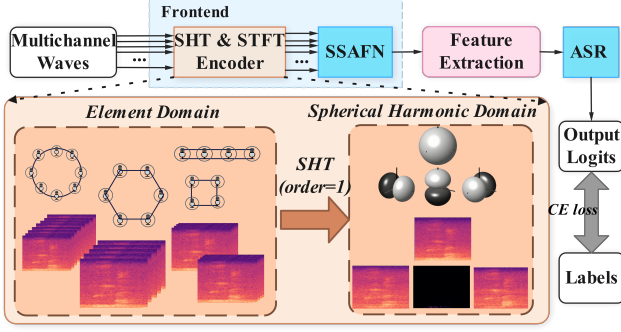 Frontend
Multichannel
Waves
...
SHT & STFT
Encoder
...
SSAFN
Feature
Extraction
ASR
Element Domain
Spherical Harmonic Domain
SHT
(order=1)
Output
Logits
CE loss
Labels